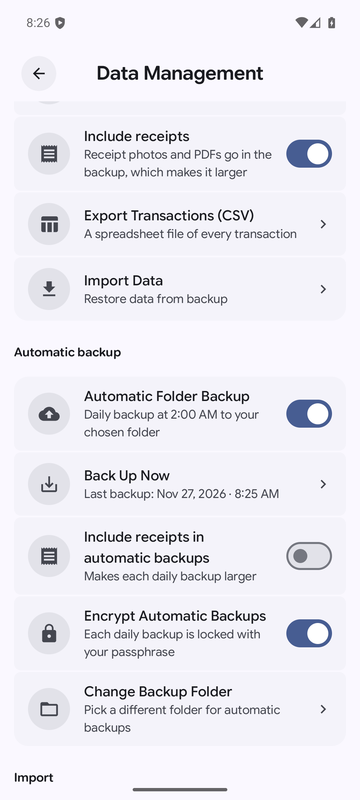 8:26
Data Management
Include receipts
Receipt photos and PDFs go in the
backup, which makes it larger
Export Transactions (CSV)
A spreadsheet file of every transaction
Import Data
Restore data from backup
Automatic backup
Automatic Folder Backup
Daily backup at 2:00 AM to your
chosen folder
Back Up Now
Last backup: Nov 27, 2026 · 8:25 AM
Include receipts in
automatic backups
Makes each daily backup larger
Encrypt Automatic Backups
Each daily backup is locked with
your passphrase
Change Backup Folder
Pick a different folder for automatic
backups
Import